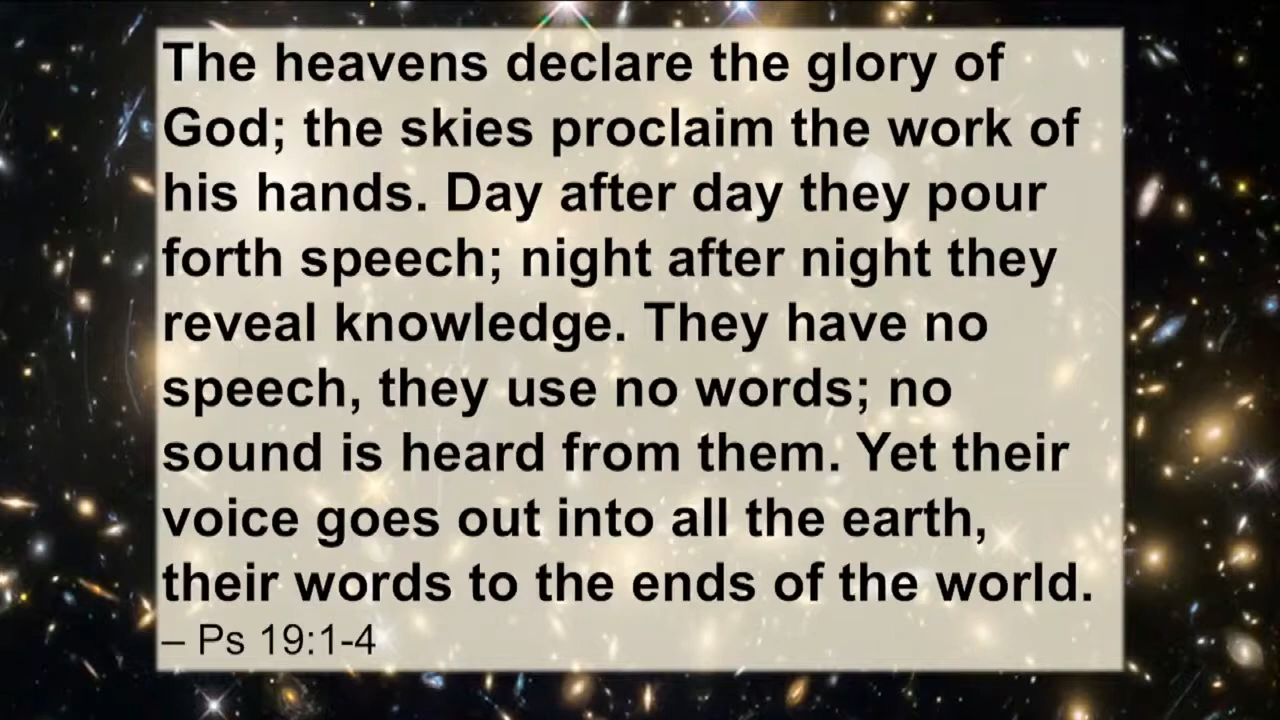 The heavens declare the glory of
God; the skies proclaim the work of
his hands. Day after day they pour
forth speech; night after night they
reveal knowledge. They have no
speech, they use no words; no
sound is heard from them. Yet their
voice goes out into all the earth,
their words to the ends of the world.
– Ps 19:1-4